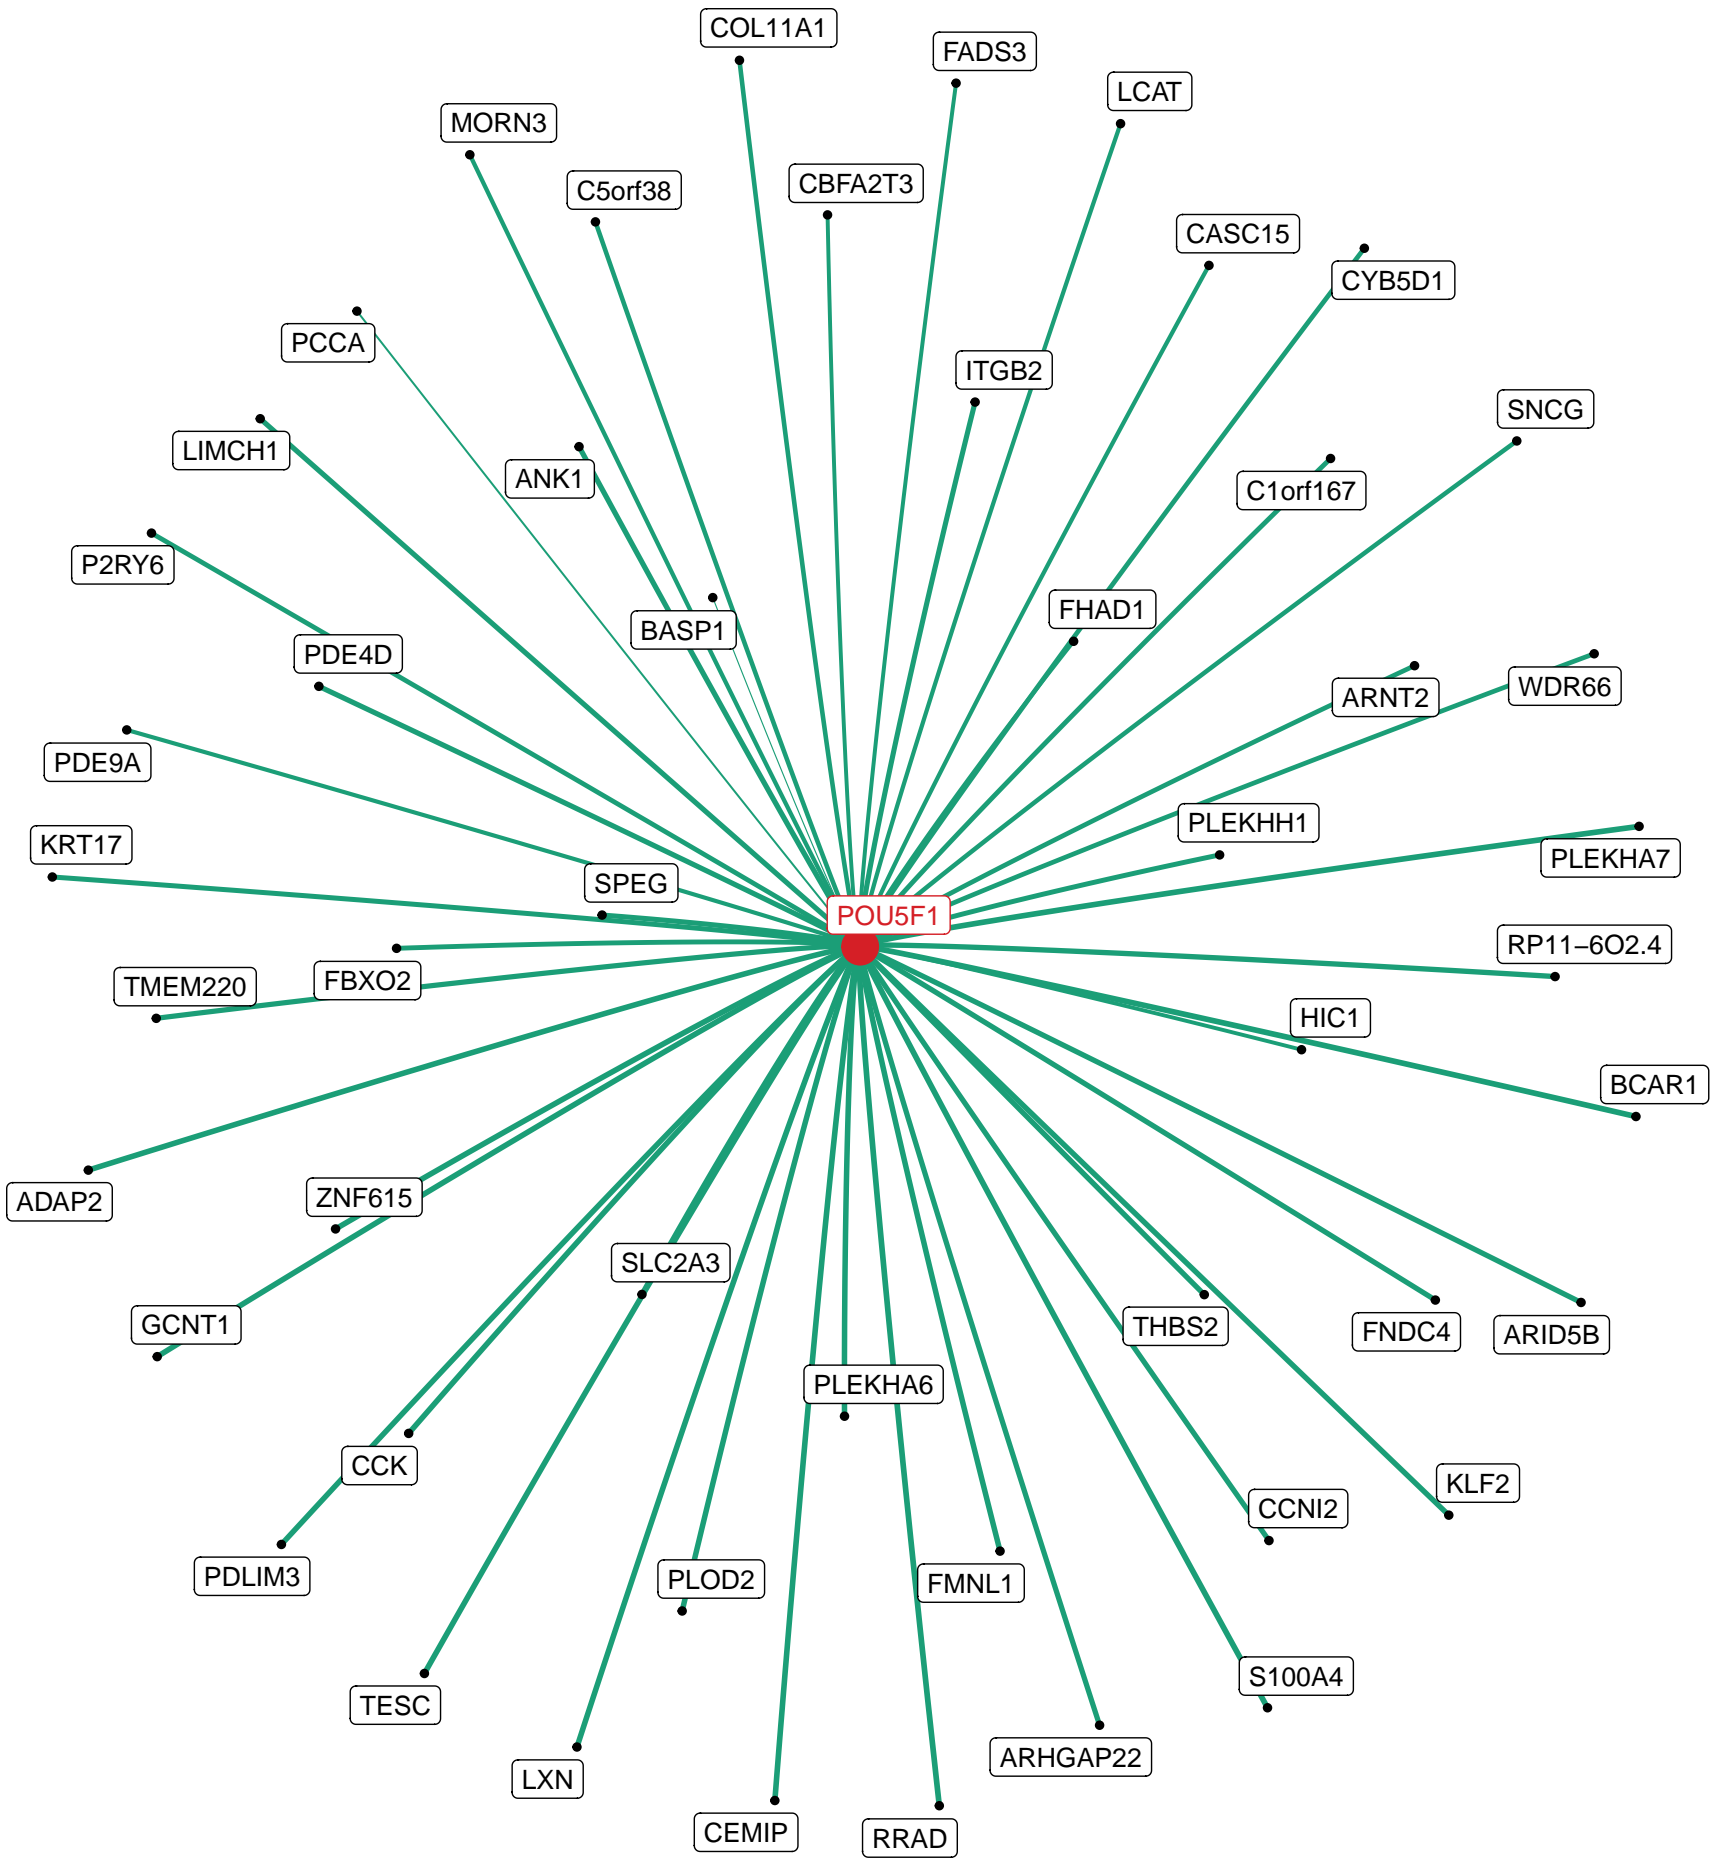 COL11A1
FADS3
LCAT
MORN3
CBFA2T3
C5orf38
CASC15
CYB5D1
PCCA
ITGB2
SNCG
LIMCH1
ANK1
C1orf167
P2RY6
FHAD1
BASP1
PDE4D
WDR66
ARNT2
PDE9A
PLEKHH1
KRT17
PLEKHA7
SPEG
POU5F1
RP11−6O2.4
FBXO2
TMEM220
HIC1
BCAR1
ZNF615
ADAP2
SLC2A3
GCNT1
THBS2
FNDC4
ARID5B
PLEKHA6
CCK
KLF2
CCNI2
PDLIM3
PLOD2
FMNL1
S100A4
TESC
ARHGAP22
LXN
CEMIP
RRAD